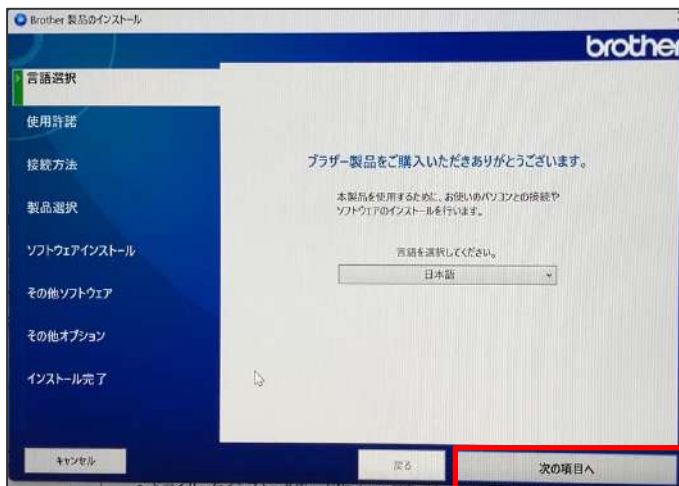 Brother 製品のインストール
brother
言語選択
使用許諾
接続方法
製品選択
ソフトウェアインストール
その他ソフトウェア
その他オプション
インストール完了
ブラザー製品をご購入いただきありがとうございます。
本製品を使用するために、お使いのパソコンとの接続や
ソフトウェアのインストールを行います。
言語を選択してください。
日本語
キャンセル
戻る
次の項目へ